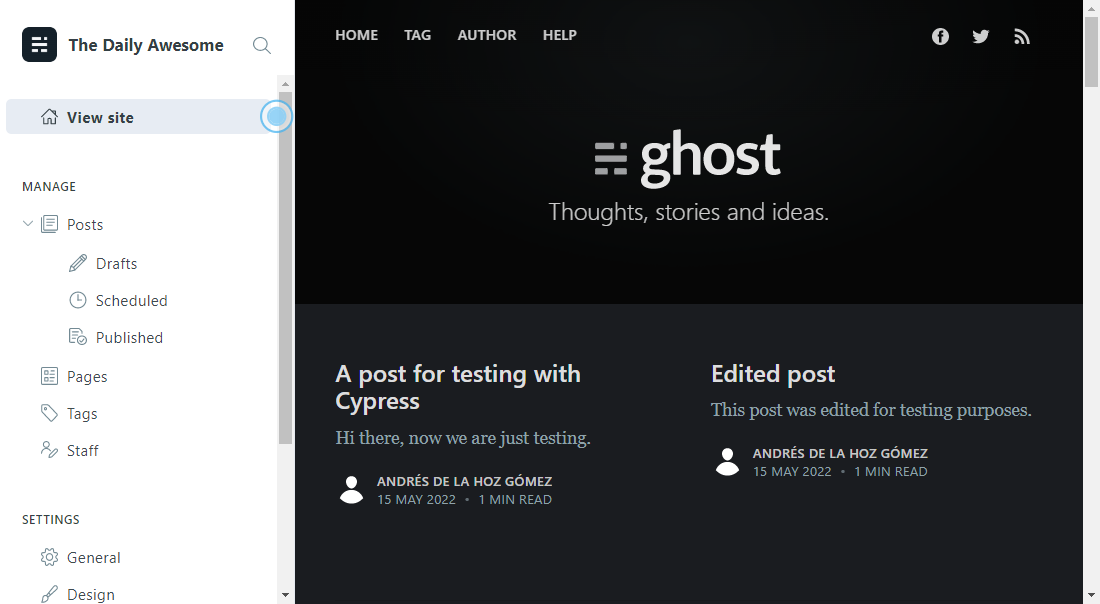 The Daily Awesome
View site
MANAGE
Posts
Drafts
Scheduled
Published
Pages
Tags
Staff
SETTINGS
General
Design
HOME TAG AUTHOR HELP
ghost
Thoughts, stories and ideas.
A post for testing with
Cypress
Hi there, now we are just testing.
ANDRÉS DE LA HOZ GÓMEZ
15 MAY 2022 • 1 MIN READ
Edited post
This post was edited for testing purposes.
ANDRÉS DE LA HOZ GÓMEZ
15 MAY 2022 • 1 MIN READ